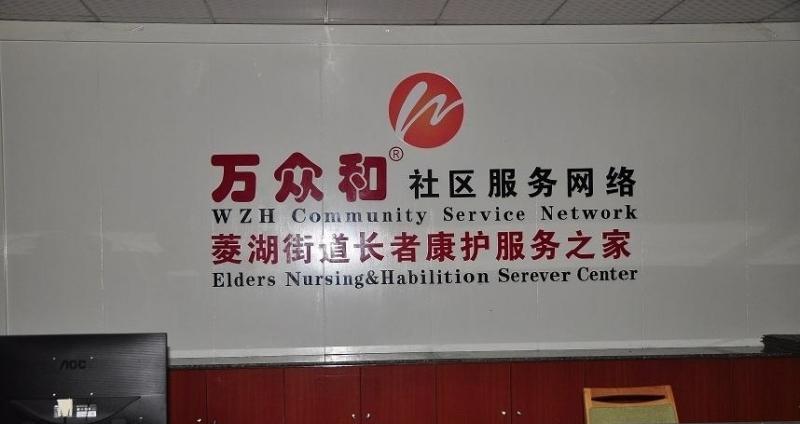 万众和® 社区服务网络
WZH Community Service Network
菱湖街道长者康护服务之家
Elders Nursing&Habilition Serever Center
AOC